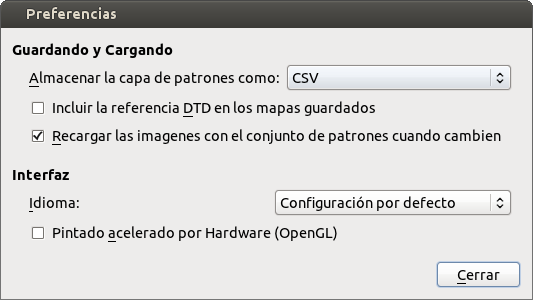 Preferencias
Guardando y Cargando
Almacenar la capa de patrones como: CSV
Incluir la referencia DTD en los mapas guardados
Recargar las imagenes con el conjunto de patrones cuando cambien
Interfaz
Idioma: Configuración por defecto
Pintado acelerado por Hardware (OpenGL)
Cerrar